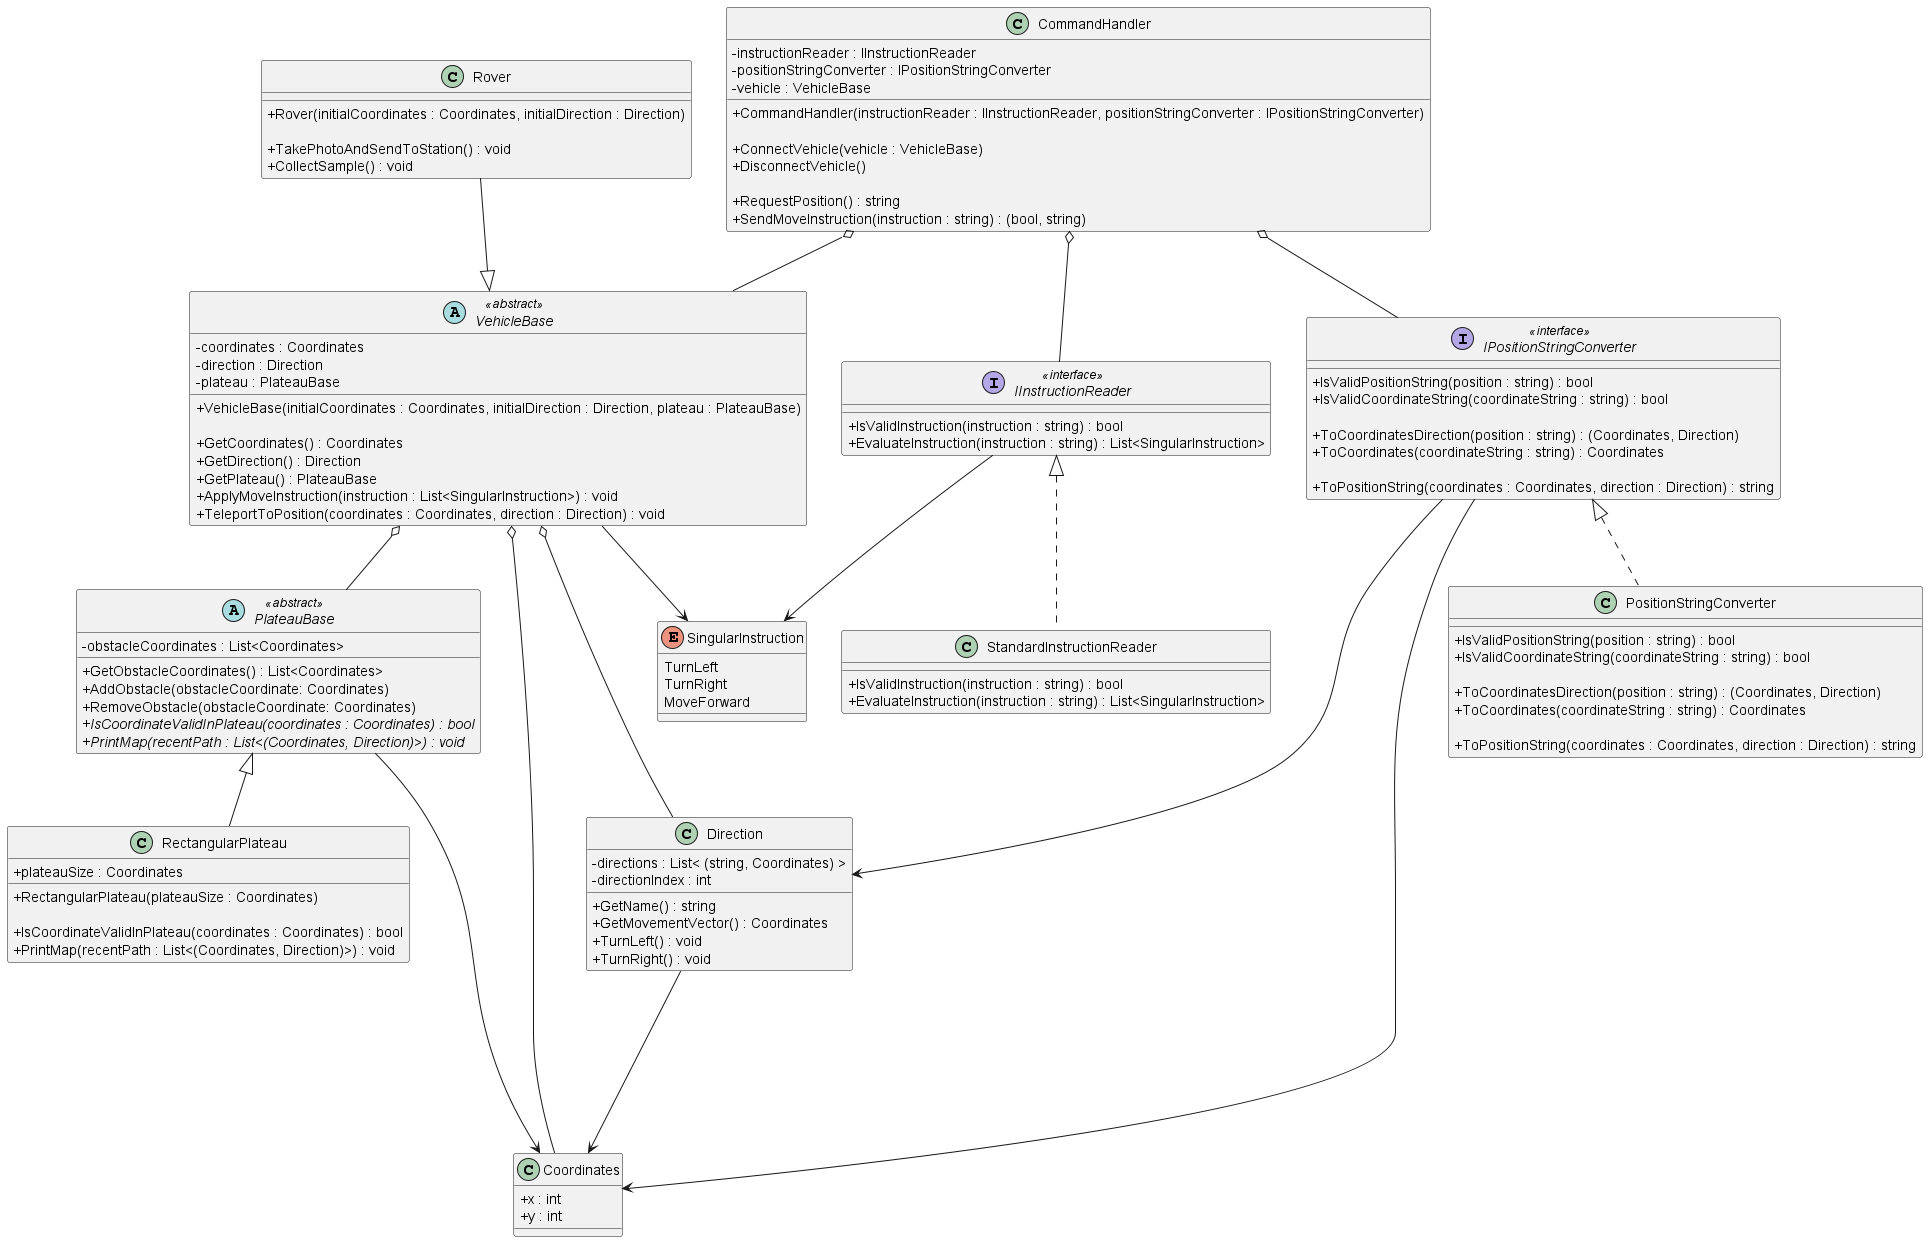 C CommandHandler
-instructionReader : IInstructionReader
-positionStringConverter : IPositionStringConverter
-vehicle : VehicleBase
+CommandHandler(instructionReader : IInstructionReader, positionStringConverter : IPositionStringConverter)
+ConnectVehicle(vehicle : VehicleBase)
+DisconnectVehicle()
+RequestPosition() : string
+SendMoveInstruction(instruction : string) : (bool, string)
C Rover
+Rover(initialCoordinates : Coordinates, initialDirection : Direction)
+TakePhotoAndSendToStation() : void
+CollectSample() : void
A «abstract»
VehicleBase
-coordinates : Coordinates
-direction : Direction
-plateau : PlateauBase
+VehicleBase(initialCoordinates : Coordinates, initialDirection : Direction, plateau : PlateauBase)
+GetCoordinates() : Coordinates
+GetDirection() : Direction
+GetPlateau() : PlateauBase
+ApplyMoveInstruction(instruction : List<SingularInstruction>) : void
+TeleportToPosition(coordinates : Coordinates, direction : Direction) : void
I «interface»
IInstructionReader
+IsValidInstruction(instruction : string) : bool
+EvaluateInstruction(instruction : string) : List<SingularInstruction>
I «interface»
IPositionStringConverter
+IsValidPositionString(position : string) : bool
+IsValidCoordinateString(coordinateString : string) : bool
+ToCoordinatesDirection(position : string) : (Coordinates, Direction)
+ToCoordinates(coordinateString : string) : Coordinates
+ToPositionString(coordinates : Coordinates, direction : Direction) : string
A «abstract»
PlateauBase
-obstacleCoordinates : List<Coordinates>
+GetObstacleCoordinates() : List<Coordinates>
+AddObstacle(obstacleCoordinate: Coordinates)
+RemoveObstacle(obstacleCoordinate: Coordinates)
+IsCoordinateValidInPlateau(coordinates : Coordinates) : bool
+PrintMap(recentPath : List<(Coordinates, Direction)>) : void
E SingularInstruction
TurnLeft
TurnRight
MoveForward
C StandardInstructionReader
+IsValidInstruction(instruction : string) : bool
+EvaluateInstruction(instruction : string) : List<SingularInstruction>
C PositionStringConverter
+IsValidPositionString(position : string) : bool
+IsValidCoordinateString(coordinateString : string) : bool
+ToCoordinatesDirection(position : string) : (Coordinates, Direction)
+ToCoordinates(coordinateString : string) : Coordinates
+ToPositionString(coordinates : Coordinates, direction : Direction) : string
C RectangularPlateau
+plateauSize : Coordinates
+RectangularPlateau(plateauSize : Coordinates)
+IsCoordinateValidInPlateau(coordinates : Coordinates) : bool
+PrintMap(recentPath : List<(Coordinates, Direction)>) : void
C Direction
-directions : List< (string, Coordinates) >
-directionIndex : int
+GetName() : string
+GetMovementVector() : Coordinates
+TurnLeft() : void
+TurnRight() : void
C Coordinates
+x : int
+y : int